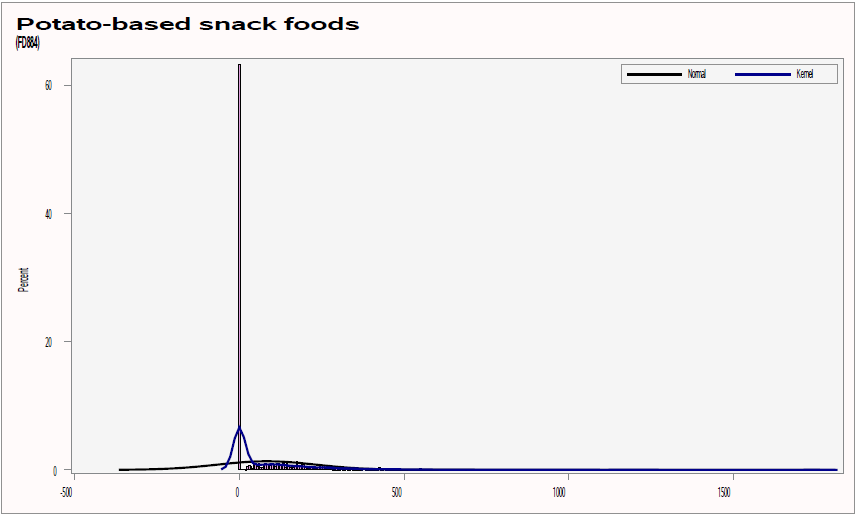 Potato-based snack foods
(FD884)
Normal Kernel
60
40
20
0
Percent
-500 0 500 1000 1500